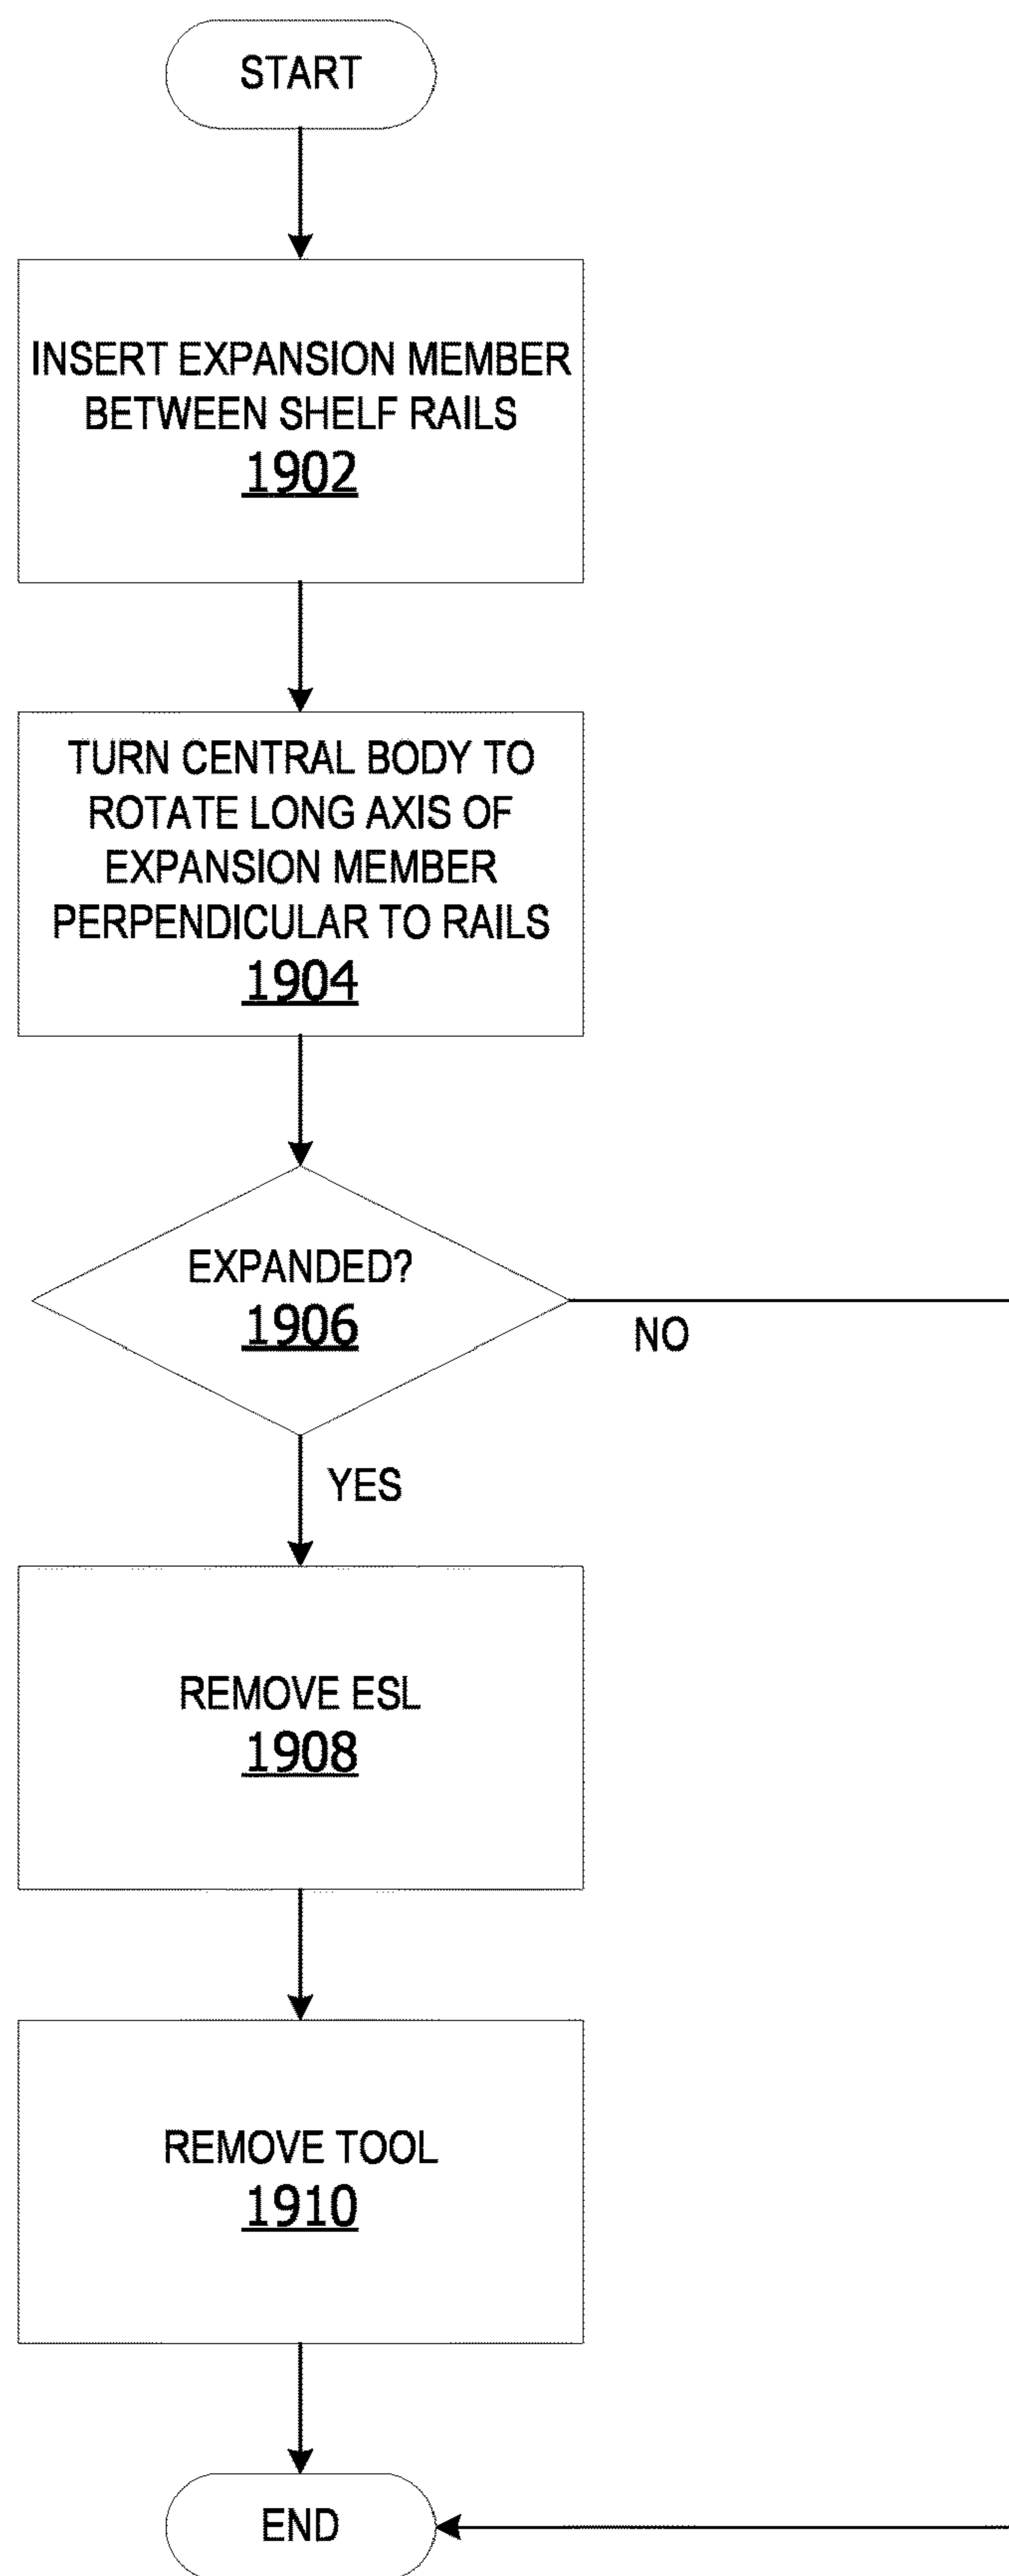 START
INSERT EXPANSION MEMBER
BETWEEN SHELF RAILS
1902
TURN CENTRAL BODY TO
ROTATE LONG AXIS OF
EXPANSION MEMBER
PERPENDICULAR TO RAILS
1904
EXPANDED?
1906
NO
YES
REMOVE ESL
1908
REMOVE TOOL
1910
END